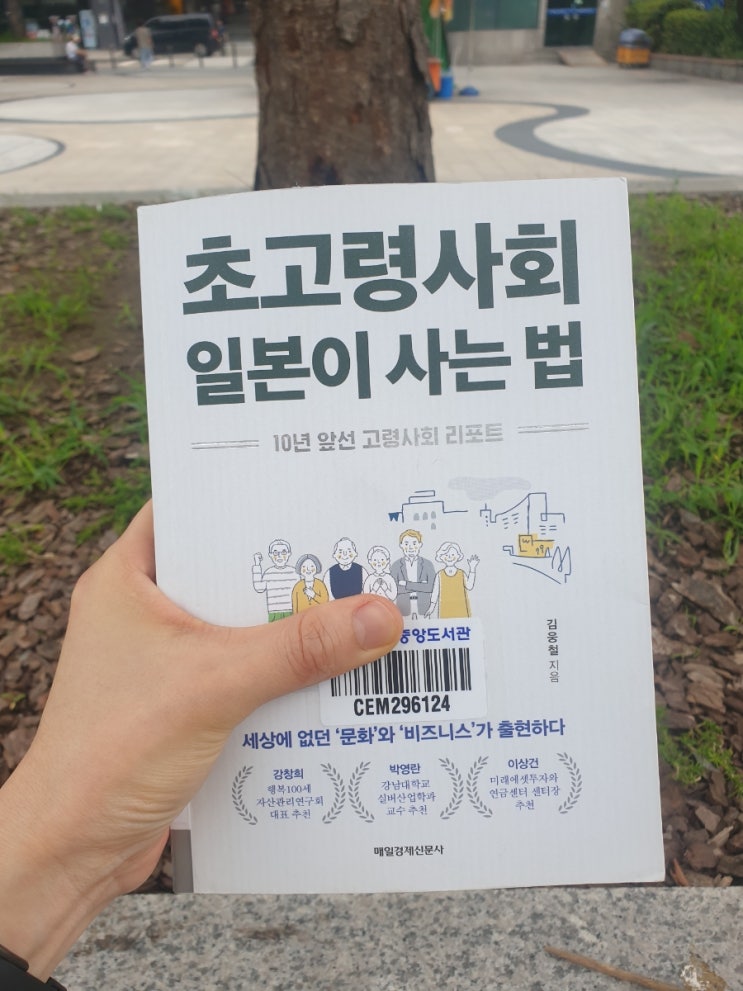 초고령사회
일본이 사는 법
10년 앞선 고령사회 리포트
김웅철 지음
중앙도서관
CEM296124
세상에 없던 '문화'와 '비즈니스'가 출현하다
강창희
행복100세
자산관리연구회
대표 추천
박영란
강남대학교
실버산업학과
교수 추천
이상건
미래에셋투자와
연금센터 센터장
추천
매일경제신문사